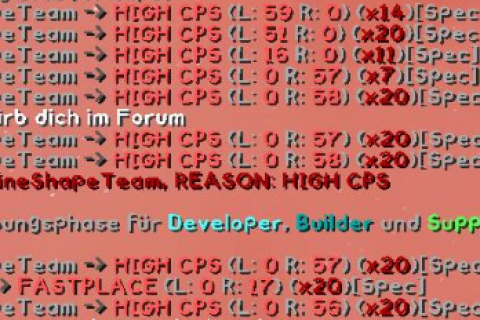 eTeam -> HIGH CPS (L: 59 R: 0) (x14)[Spec]
eTeam -> HIGH CPS (L: 51 R: 0) (x20)[Spec]
eTeam -> HIGH CPS (L: 16 R: 0) (x11)[Spec]
eTeam -> HIGH CPS (L: 0 R: 57) (x7)[Spec]
eTeam -> HIGH CPS (L: 0 R: 58) (x20)[Spec]
rb dich im Forum
eTeam -> HIGH CPS (L: 0 R: 57) (x20)[Spec]
eTeam -> HIGH CPS (L: 0 R: 58) (x20)[Spec]
ineShapeTeam, REASON: HIGH CPS
ungsphase für Developer, Builder und Supp
eTeam -> HIGH CPS (L: 0 R: 57) (x20)[Spec]
> FASTPLACE (L: 0 R: 17) (x20)[Spec]
eTeam -> HIGH CPS (L: 0 R: 56) (x20)[Spec]